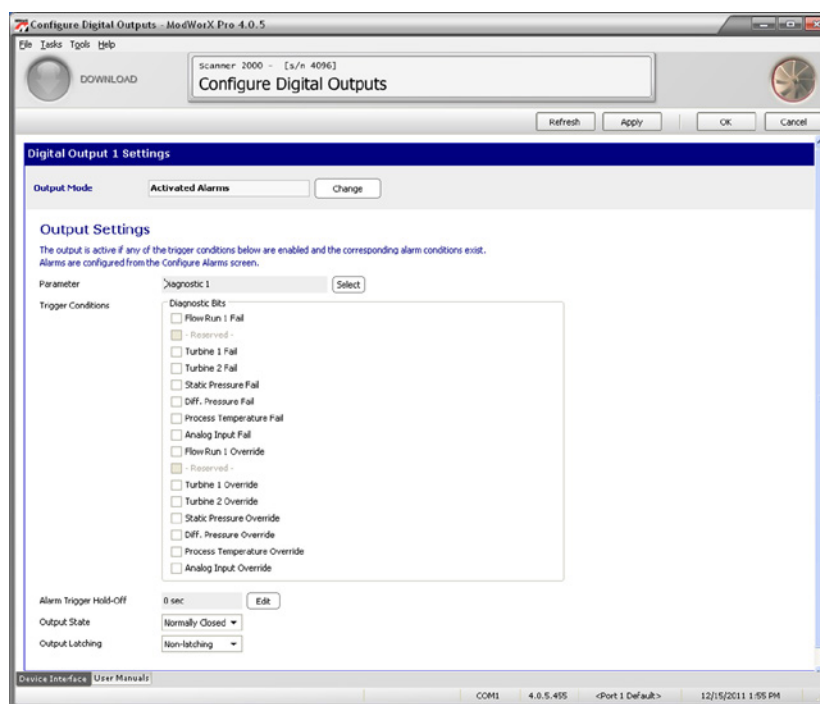 Configure Digital Outputs - ModWorX Pro 4.0.5
File Tasks Tools Help
DOWNLOAD
Scanner 2000 - [s/n 4096]
Configure Digital Outputs
Refresh Apply OK Cancel
Digital Output 1 Settings
Output Mode Activated Alarms Change
Output Settings
The output is active if any of the trigger conditions below are enabled and the corresponding alarm conditions exist.
Alarms are configured from the Configure Alarms screen.
Parameter Diagnostic 1 Select
Trigger Conditions Diagnostic Bits
FlowRun 1 Fail
- Reserved -
Turbine 1 Fail
Turbine 2 Fail
Static Pressure Fail
Diff. Pressure Fail
Process Temperature Fail
Analog Input Fail
FlowRun 1 Override
- Reserved -
Turbine 1 Override
Turbine 2 Override
Static Pressure Override
Diff. Pressure Override
Process Temperature Override
Analog Input Override
Alarm Trigger Hold-Off 0 sec Edit
Output State Normally Closed
Output Latching Non-latching
Device Interface User Manuals
COM1 4.0.5.455 <Port 1 Default> 12/15/2011 1:55 PM